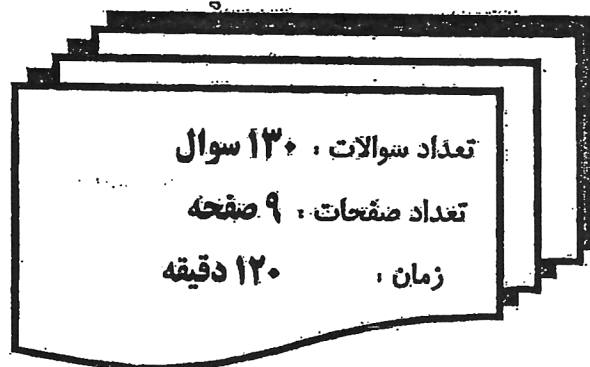 تعداد سوالات : ۱۳۰ سوال
تعداد صفحات : ۹ صفحه
زمان : ۱۲۰ دقیقه